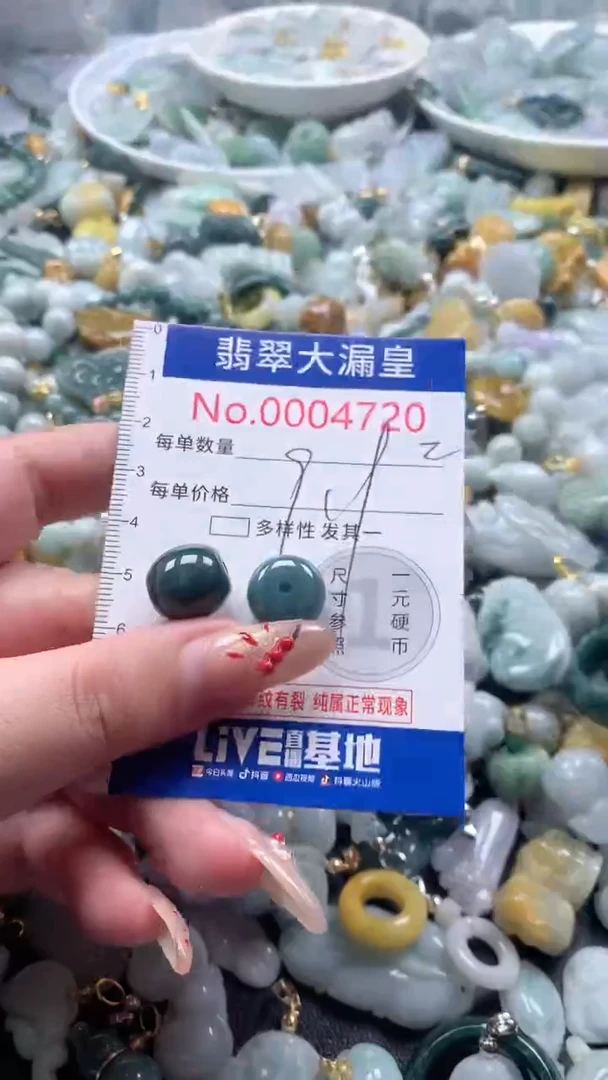 0
1
翡翠大漏皇
No.0004720
2
每单数量
3
每单价格
4
多样性 发其一
5
尺寸参照
1
一元硬币
6
纹有裂 纯属正常现象
LiVE直播基地
今日头条 抖音 西瓜视频 抖音火山版